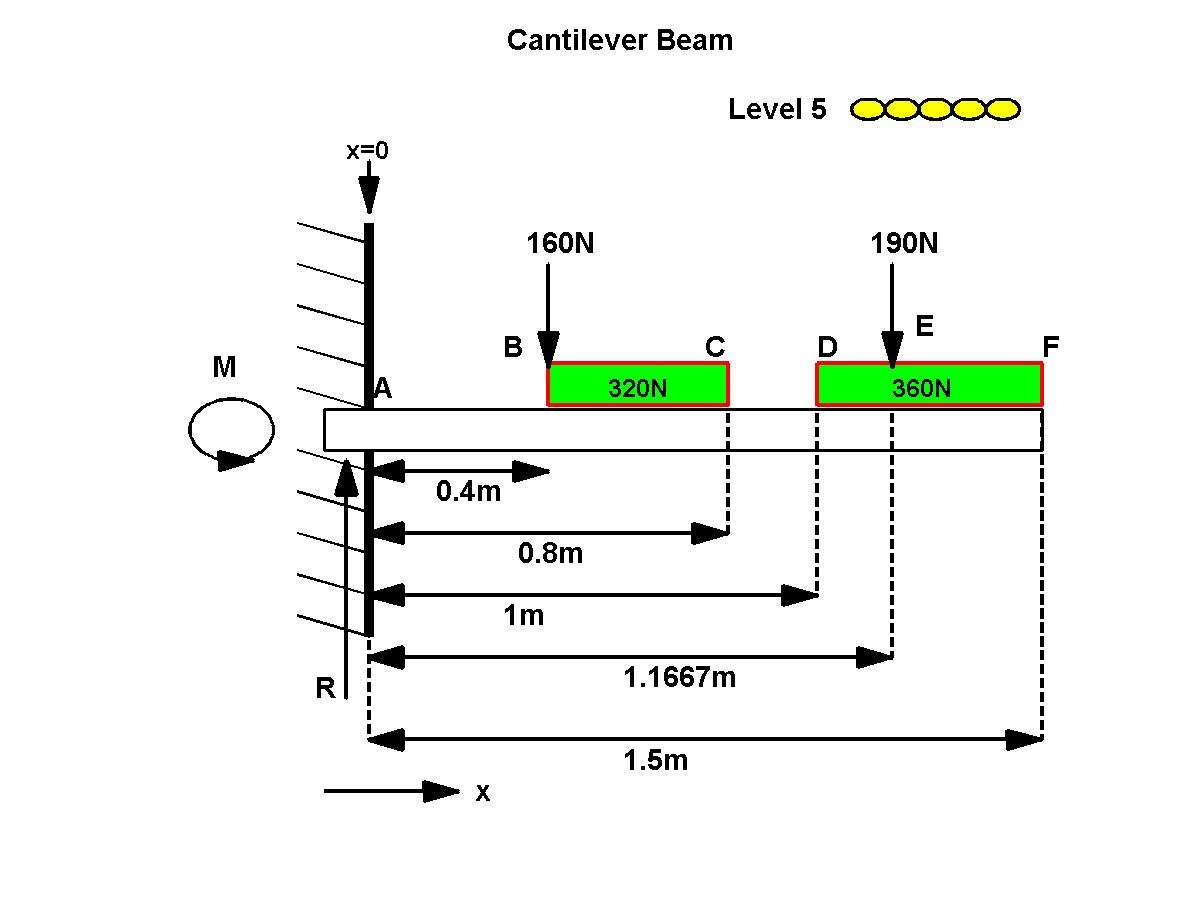 Cantilever Beam
Level 5
x=0
160N
190N
E
B
C
D
F
M
A
320N
360N
0.4m
0.8m
1m
1.1667m
R
1.5m
x